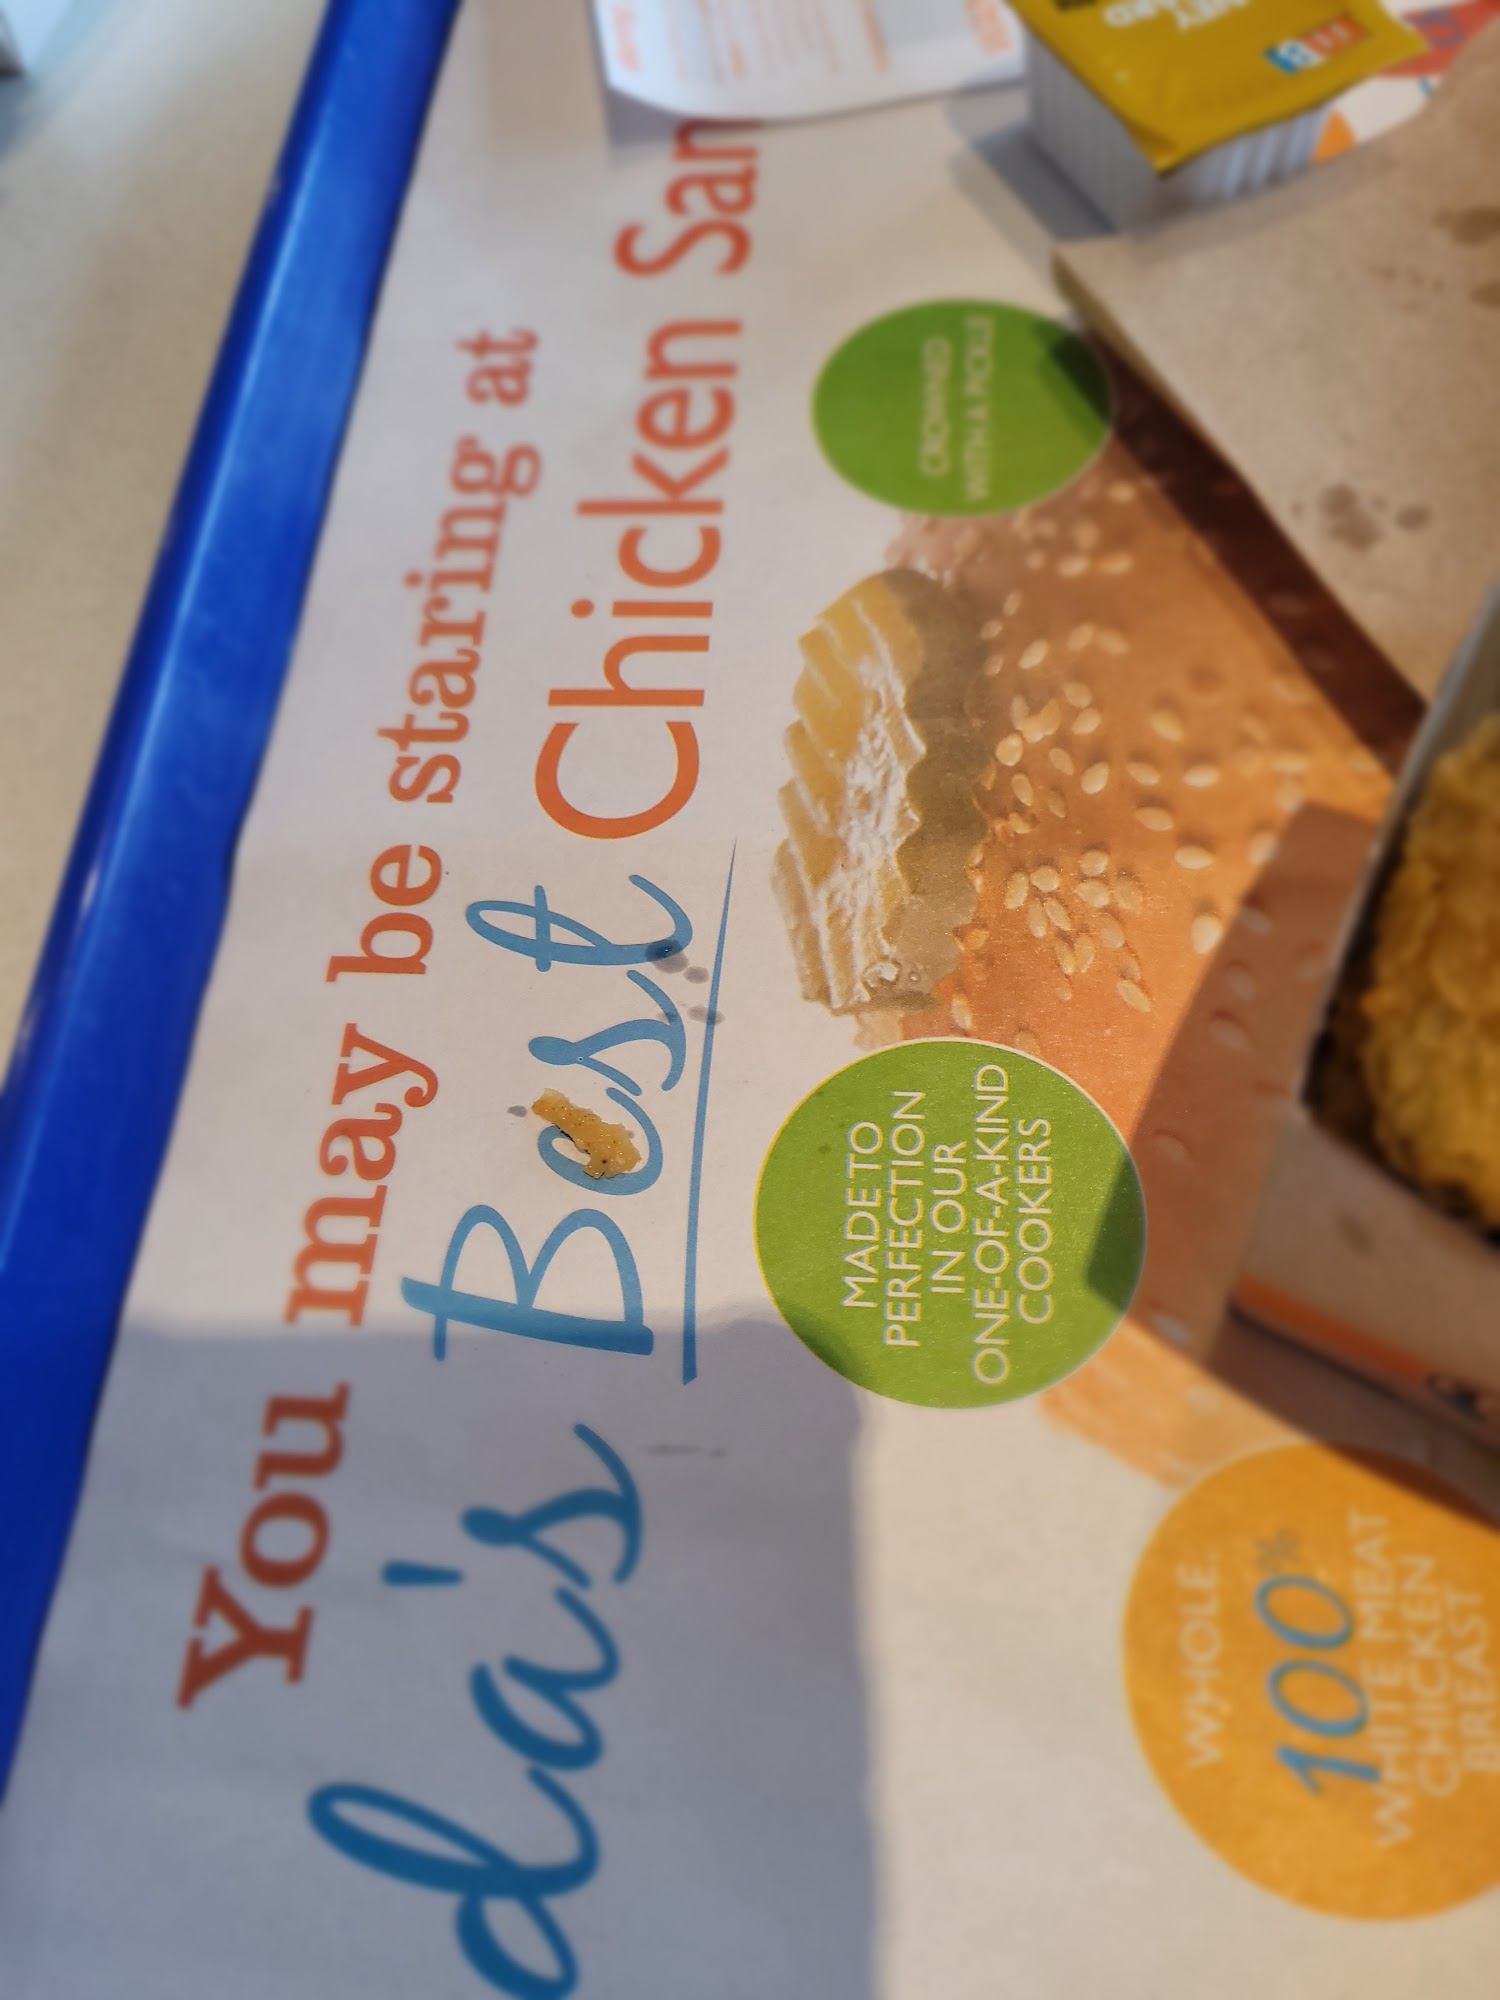 You may be staring at
da's Best Chicken San
CROWNED
WITH A PICKLE
MADE TO
PERFECTION
IN OUR
ONE-OF-A-KIND
COOKERS
WHOLE.
100%
WHITE MEAT
CHICKEN
BREAST